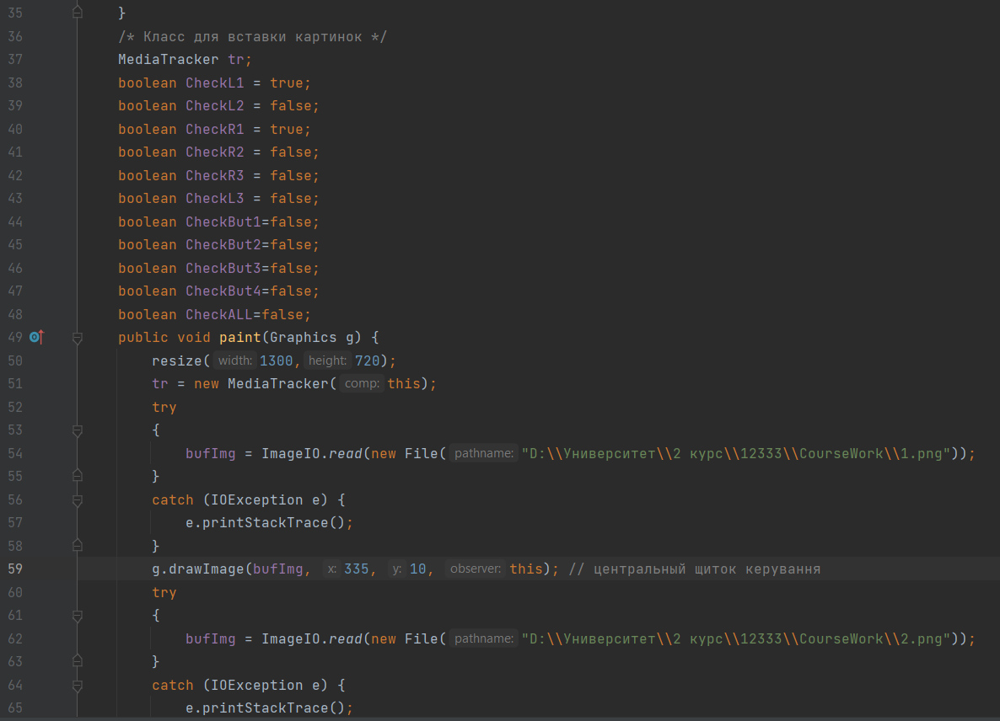 35 }
36 /* Класс для вставки картинок */
37 MediaTracker tr;
38 boolean CheckL1 = true;
39 boolean CheckL2 = false;
40 boolean CheckR1 = true;
41 boolean CheckR2 = false;
42 boolean CheckR3 = false;
43 boolean CheckL3 = false;
44 boolean CheckBut1=false;
45 boolean CheckBut2=false;
46 boolean CheckBut3=false;
47 boolean CheckBut4=false;
48 boolean CheckALL=false;
49 public void paint(Graphics g) {
50 resize( width: 1300, height: 720);
51 tr = new MediaTracker( comp: this);
52 try
53 {
54 bufImg = ImageIO.read(new File( pathname: "D:\\Университет\\2 курс\\12333\\CourseWork\\1.png"));
55 }
56 catch (IOException e) {
57 e.printStackTrace();
58 }
59 g.drawImage(bufImg, x: 335, y: 10, observer: this); // центральный щиток керування
60 try
61 {
62 bufImg = ImageIO.read(new File( pathname: "D:\\Университет\\2 курс\\12333\\CourseWork\\2.png"));
63 }
64 catch (IOException e) {
65 e.printStackTrace();